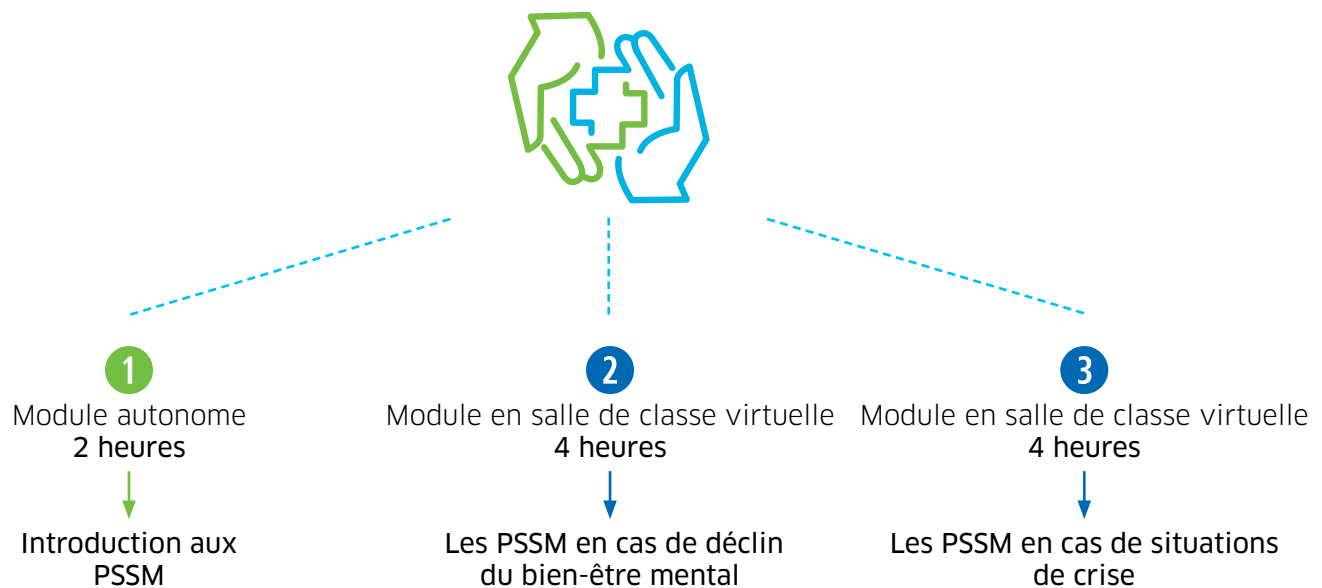 1
Module autonome
2 heures
Introduction aux
PSSM
2
Module en salle de classe virtuelle
4 heures
Les PSSM en cas de déclin
du bien-être mental
3
Module en salle de classe virtuelle
4 heures
Les PSSM en cas de situations
de crise